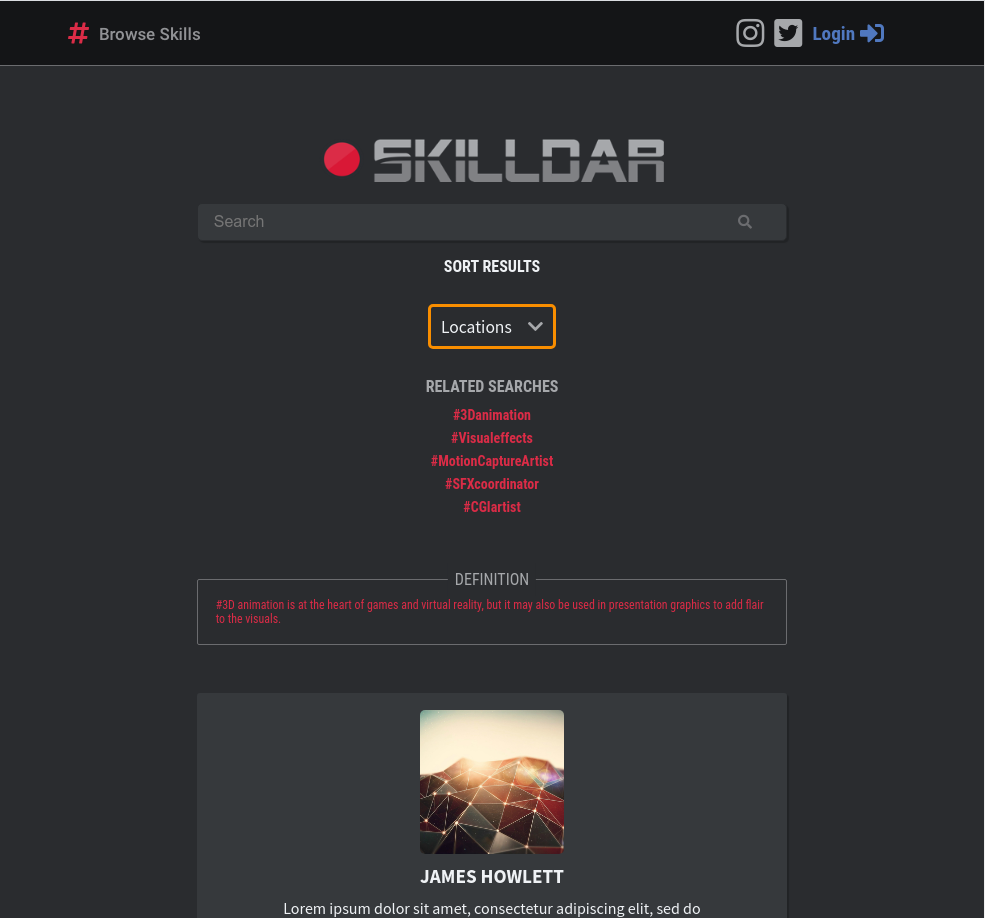 # Browse Skills
Login
SKILLDAR
Search
SORT RESULTS
Locations
RELATED SEARCHES
#3Danimation
#Visualeffects
#MotionCaptureArtist
#SFXcoordinator
#CGIartist
DEFINITION
#3D animation is at the heart of games and virtual reality, but it may also be used in presentation graphics to add flair
to the visuals.
JAMES HOWLETT
Lorem ipsum dolor sit amet, consectetur adipiscing elit, sed do